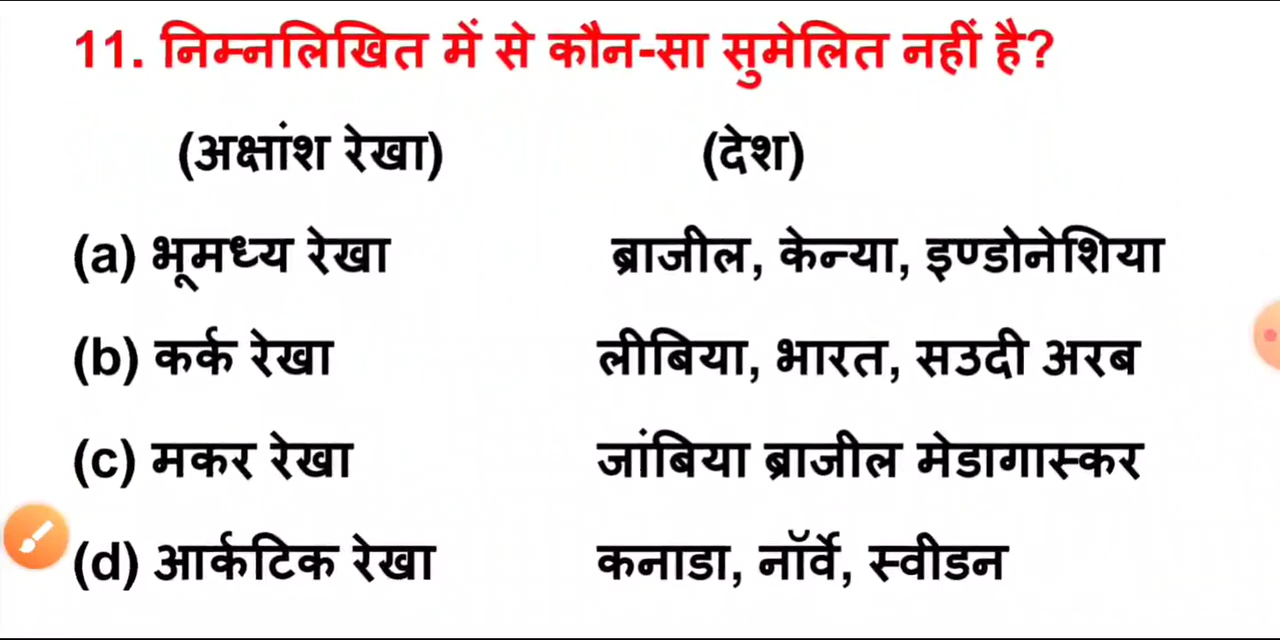 11. निम्नलिखित में से कौन-सा सुमेलित नहीं है?
(अक्षांश रेखा) (देश)
(a) भूमध्य रेखा ब्राजील, केन्या, इण्डोनेशिया
(b) कर्क रेखा लीबिया, भारत, सउदी अरब
(c) मकर रेखा जांबिया ब्राजील मेडागास्कर
(d) आर्कटिक रेखा कनाडा, नॉर्वे, स्वीडन